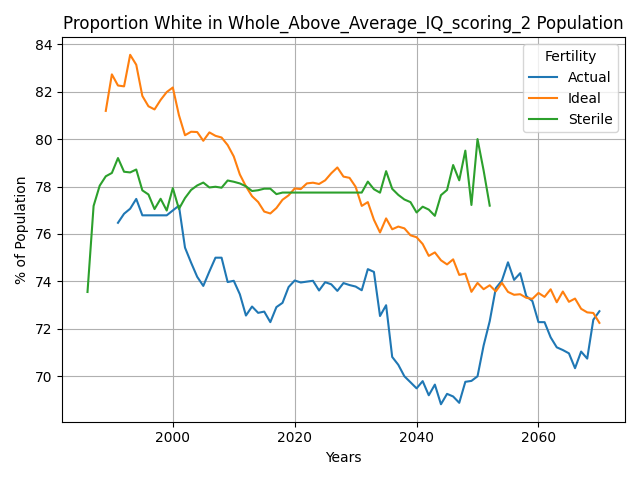 Proportion White in Whole_Above_Average_IQ_scoring_2 Population
84
82
80
78
76
74
72
70
% of Population
Fertility
Actual
Ideal
Sterile
2000 2020 2040 2060
Years